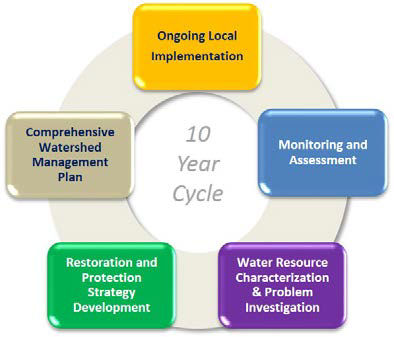 Ongoing Local
Implementation
Monitoring and
Assessment
Water Resource
Characterization
& Problem
Investigation
Restoration and
Protection
Strategy
Development
Comprehensive
Watershed
Management
Plan
10
Year
Cycle